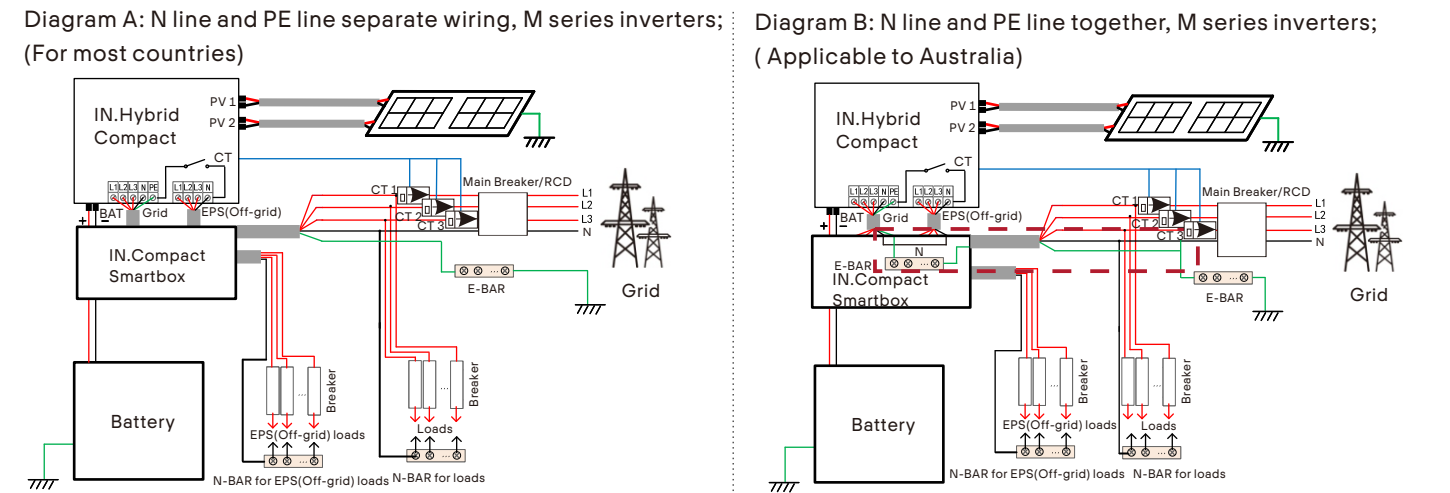 Diagram A: N line and PE line separate wiring, M series inverters;
(For most countries)
IN.Hybrid
Compact
PV 1
PV 2
CT
L1 L2 L3 N PE
L1 L2 L3 N
+
BAT
–
Grid
EPS(Off-grid)
CT 1
CT 2
CT 3
Main Breaker/RCD
L1
L2
L3
N
IN.Compact
Smartbox
E-BAR
Grid
Battery
...
Breaker
...
Breaker
EPS(Off-grid) loads
Loads
...
...
N-BAR for EPS(Off-grid) loads
N-BAR for loads
Diagram B: N line and PE line together, M series inverters;
( Applicable to Australia)
IN.Hybrid
Compact
PV 1
PV 2
CT
L1 L2 L3 N PE
L1 L2 L3 N
+
–
BAT
Grid
EPS(Off-grid)
CT 1
CT 2
CT 3
Main Breaker/RCD
L1
L2
L3
N
N
E-BAR
IN.Compact
Smartbox
E-BAR
Grid
Battery
...
Breaker
...
Breaker
EPS(Off-grid) loads
Loads
...
...
N-BAR for EPS(Off-grid) loads
N-BAR for loads